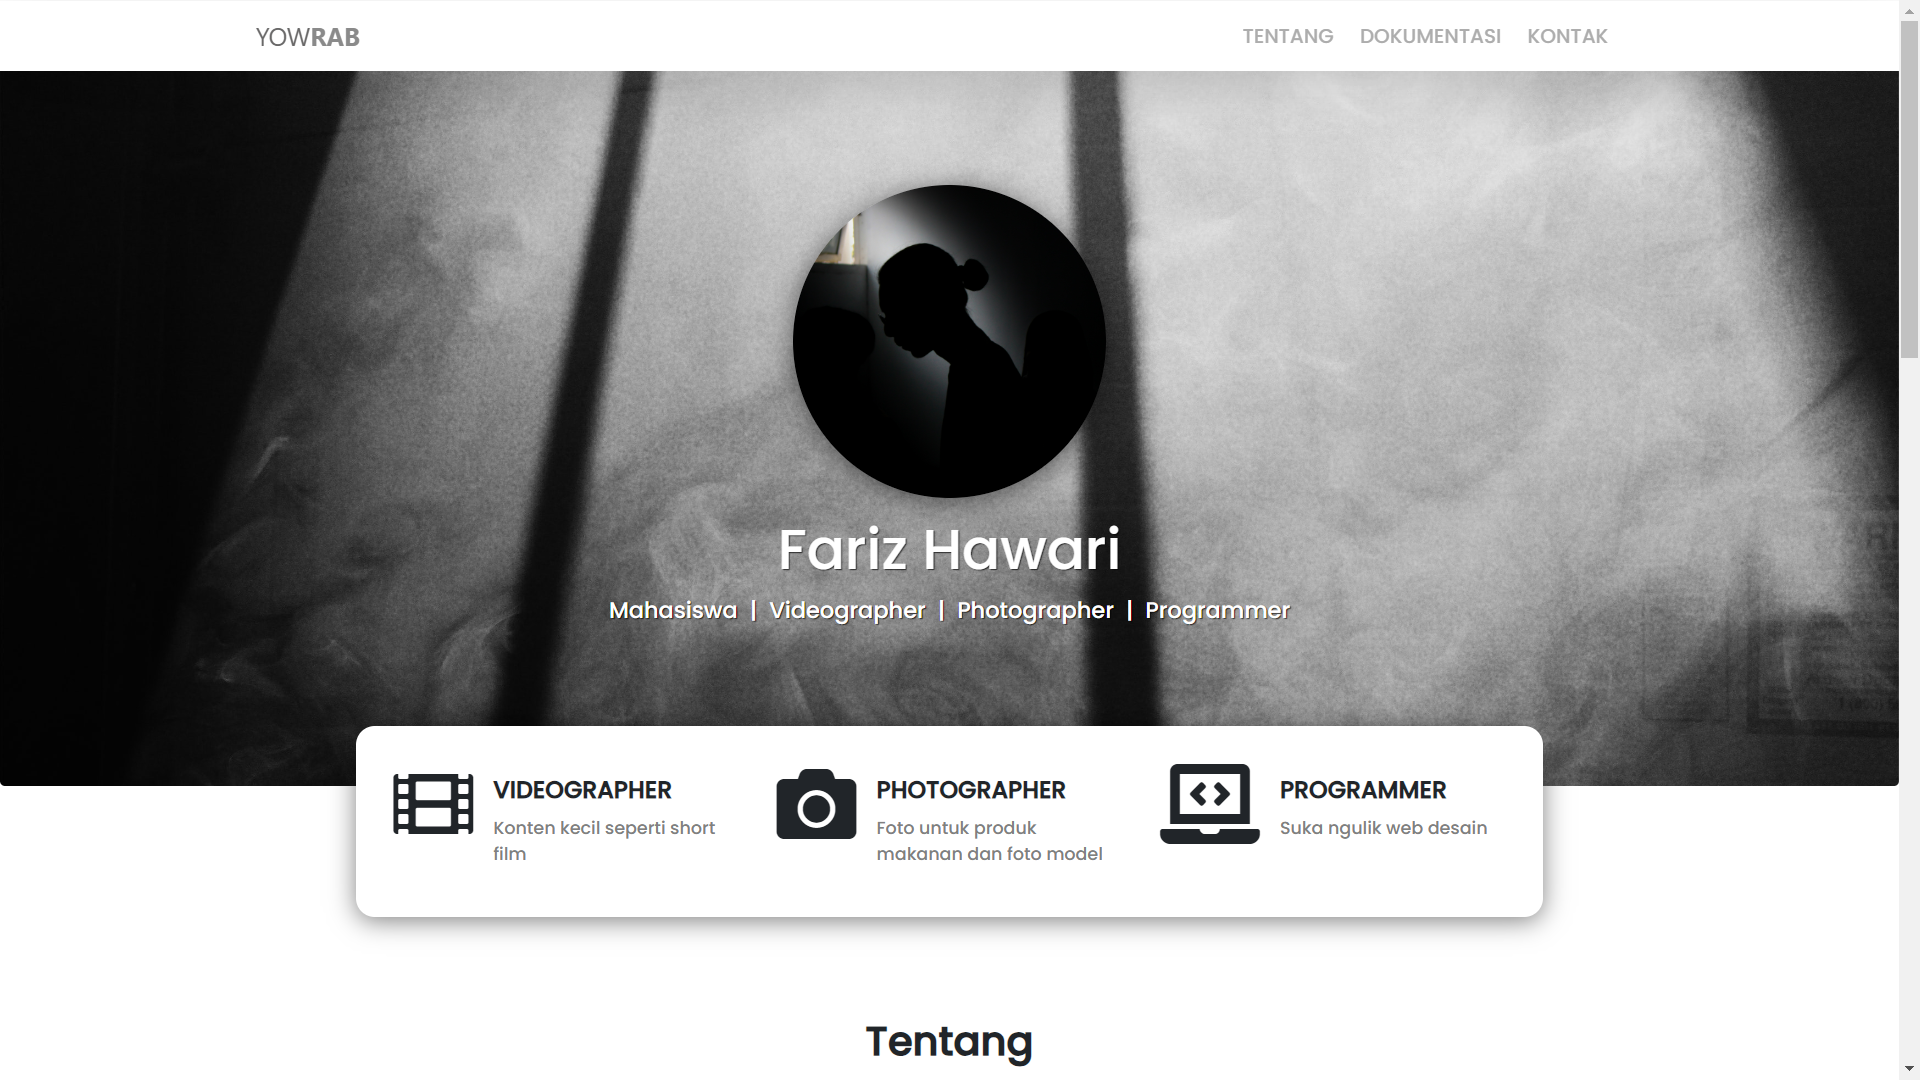 YOWRAB
TENTANG DOKUMENTASI KONTAK
Fariz Hawari
Mahasiswa | Videographer | Photographer | Programmer
VIDEOGRAPHER
Konten kecil seperti short
film
PHOTOGRAPHER
Foto untuk produk
makanan dan foto model
PROGRAMMER
Suka ngulik web desain
Tentang